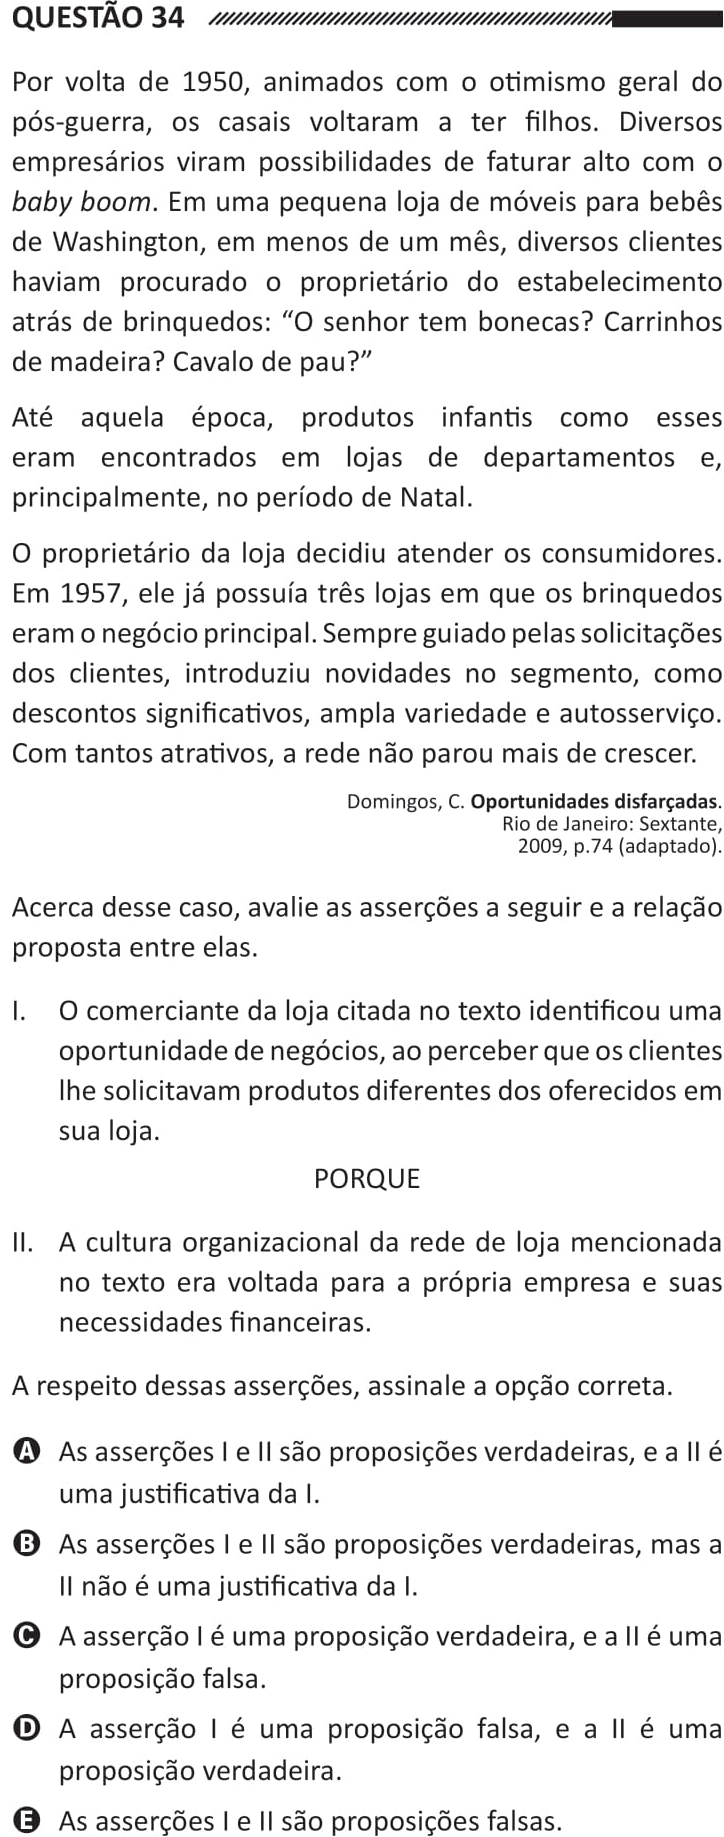 QUESTÃO 34
Por volta de 1950, animados com o otimismo geral do
pós-guerra, os casais voltaram a ter filhos. Diversos
empresários viram possibilidades de faturar alto com o
baby boom. Em uma pequena loja de móveis para bebês
de Washington, em menos de um mês, diversos clientes
haviam procurado o proprietário do estabelecimento
atrás de brinquedos: “O senhor tem bonecas? Carrinhos
de madeira? Cavalo de pau?”
Até aquela época, produtos infantis como esses
eram encontrados em lojas de departamentos e,
principalmente, no período de Natal.
O proprietário da loja decidiu atender os consumidores.
Em 1957, ele já possuía três lojas em que os brinquedos
eram o negócio principal. Sempre guiado pelas solicitações
dos clientes, introduziu novidades no segmento, como
descontos significativos, ampla variedade e autosserviço.
Com tantos atrativos, a rede não parou mais de crescer.
Domingos, C. Oportunidades disfarçadas.
Rio de Janeiro: Sextante,
2009, p.74 (adaptado).
Acerca desse caso, avalie as asserções a seguir e a relação
proposta entre elas.
I. O comerciante da loja citada no texto identificou uma
oportunidade de negócios, ao perceber que os clientes
lhe solicitavam produtos diferentes dos oferecidos em
sua loja.
PORQUE
II. A cultura organizacional da rede de loja mencionada
no texto era voltada para a própria empresa e suas
necessidades financeiras.
A respeito dessas asserções, assinale a opção correta.
A As asserções I e II são proposições verdadeiras, e a II é
uma justificativa da I.
B As asserções I e II são proposições verdadeiras, mas a
II não é uma justificativa da I.
C A asserção I é uma proposição verdadeira, e a II é uma
proposição falsa.
D A asserção I é uma proposição falsa, e a II é uma
proposição verdadeira.
E As asserções I e II são proposições falsas.